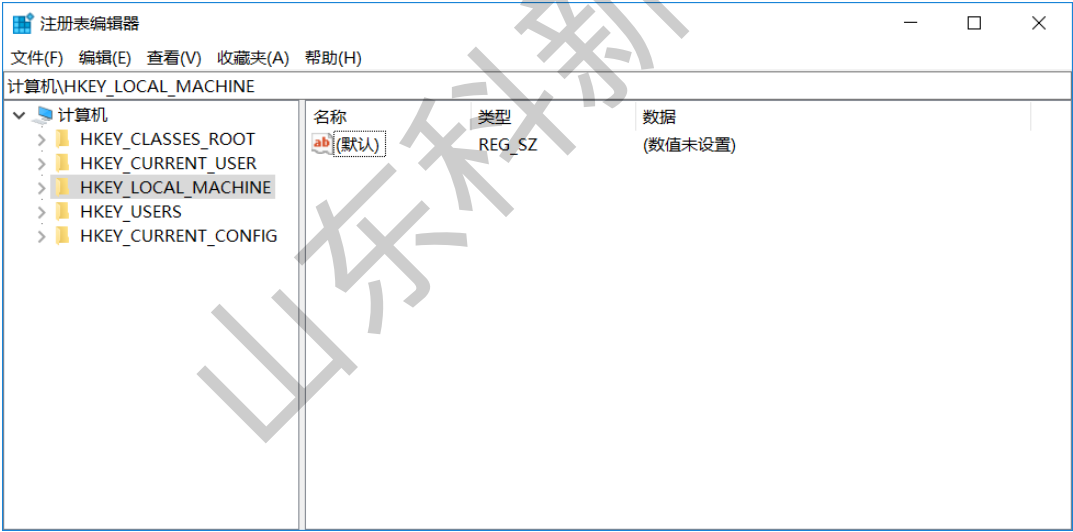 注册表编辑器
文件(F) 编辑(E) 查看(V) 收藏夹(A) 帮助(H)
计算机\HKEY_LOCAL_MACHINE
计算机
HKEY_CLASSES_ROOT
HKEY_CURRENT_USER
HKEY_LOCAL_MACHINE
HKEY_USERS
HKEY_CURRENT_CONFIG
名称 类型 数据
ab (默认) REG_SZ (数值未设置)
山东科新